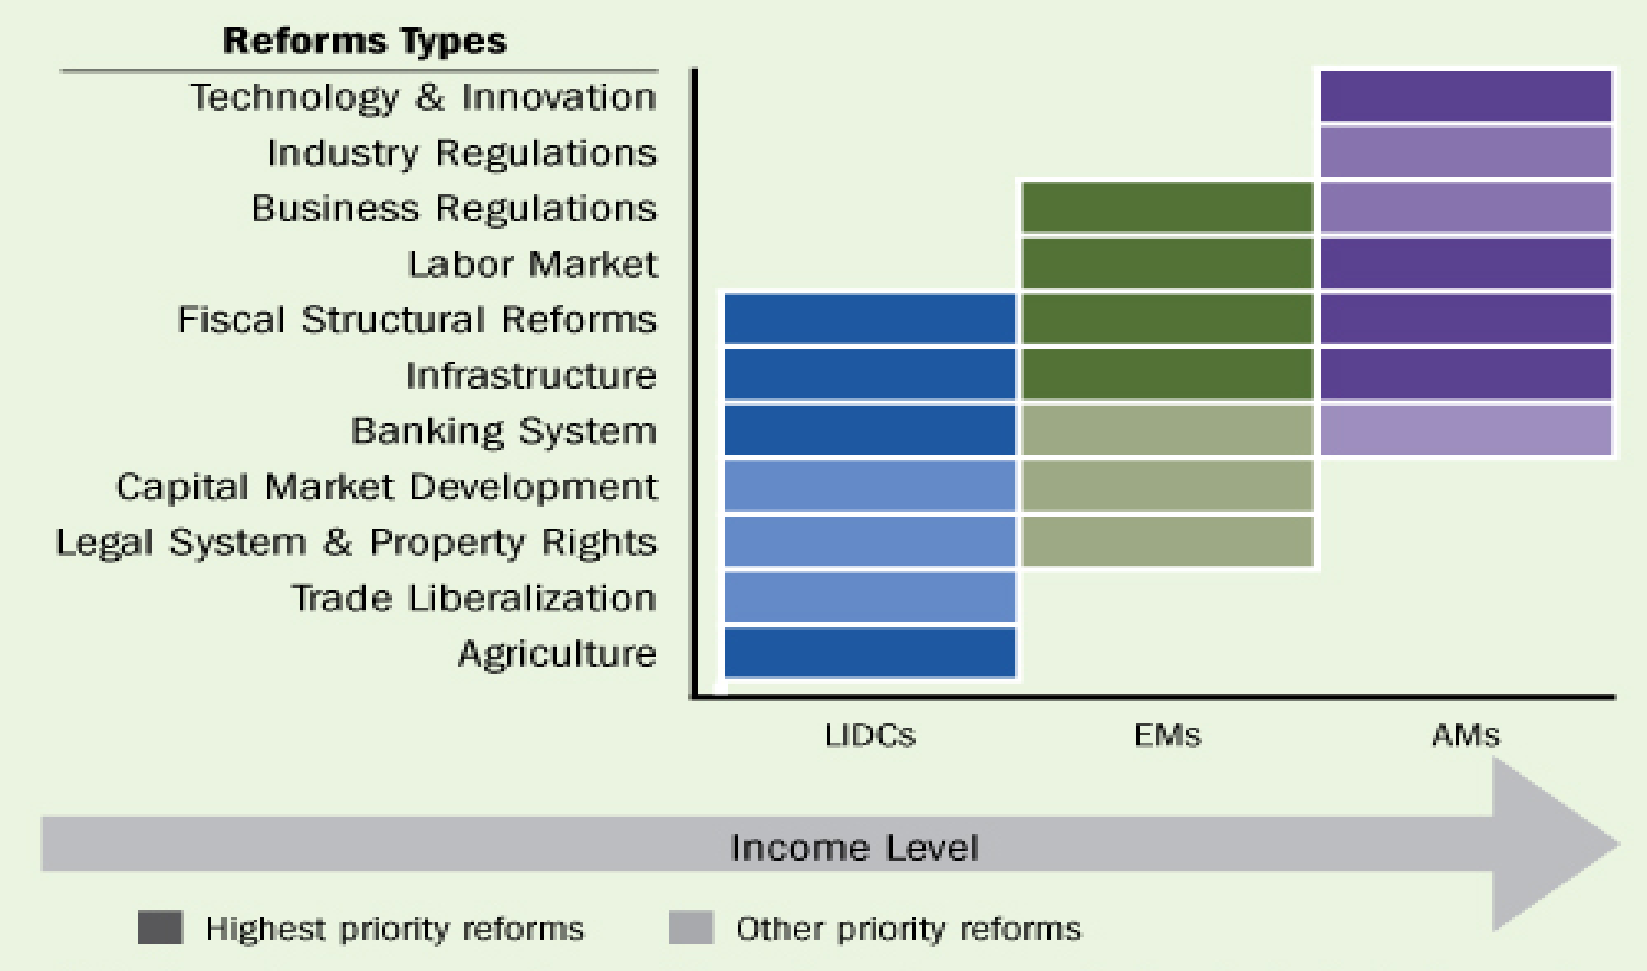 Reforms Types
Technology & Innovation
Industry Regulations
Business Regulations
Labor Market
Fiscal Structural Reforms
Infrastructure
Banking System
Capital Market Development
Legal System & Property Rights
Trade Liberalization
Agriculture
LIDCs EMs AMs
Income Level
Highest priority reforms Other priority reforms